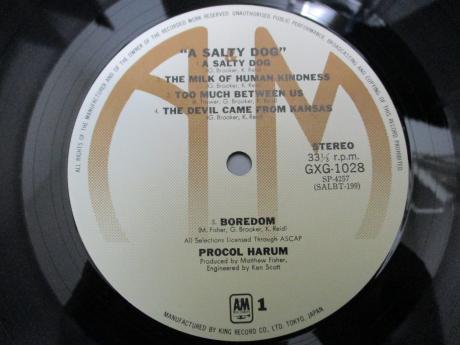 ALL RIGHTS OF THE MANUFACTURER AND OF THE OWNER OF THE RECORDED WORK RESERVED. UNAUTHORISED PUBLIC PERFORMANCE, BROADCASTING AND COPYING OF THIS RECORD PROHIBITED
A&M
"A SALTY DOG"
1. A SALTY DOG
(G. Brooker, K. Reid)
2. THE MILK OF HUMAN KINDNESS
(G. Brooker, K. Reid)
3. TOO MUCH BETWEEN US
(R. Trower, G. Brooker, K. Reid)
4. THE DEVIL CAME FROM KANSAS
(G. Brooker, K. Reid)
STEREO
33⅓ r.p.m.
GXG-1028
SP-4257
(SALBT-199)
5. BOREDOM
(M. Fisher, G. Brooker, K. Reid)
All Selections Licensed Through ASCAP
PROCOL HARUM
Produced by Matthew Fisher,
Engineered by Ken Scott
A&M
RECORDS
1
MANUFACTURED BY KING RECORD CO., LTD. TOKYO, JAPAN